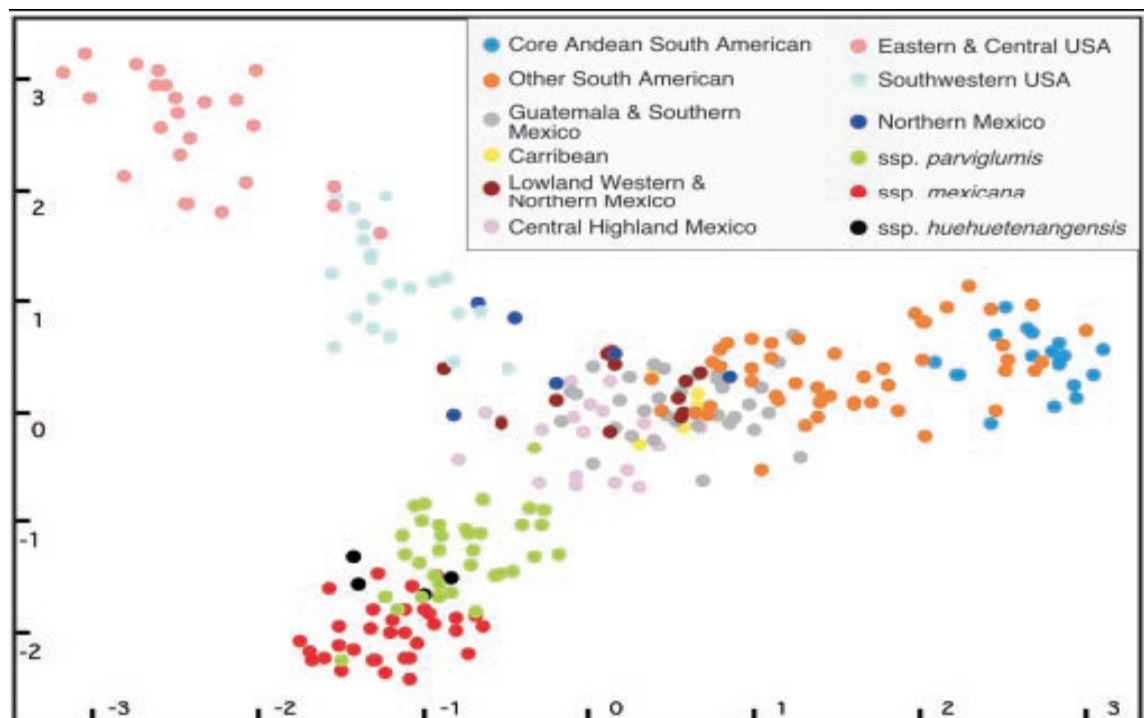 3
2
1
0
-1
-2
Core Andean South American
Other South American
Guatemala & Southern
Mexico
Carribean
Lowland Western &
Northern Mexico
Central Highland Mexico
Eastern & Central USA
Southwestern USA
Northern Mexico
ssp. parviglumis
ssp. mexicana
ssp. huehuetenangensis
-3 -2 -1 0 1 2 3